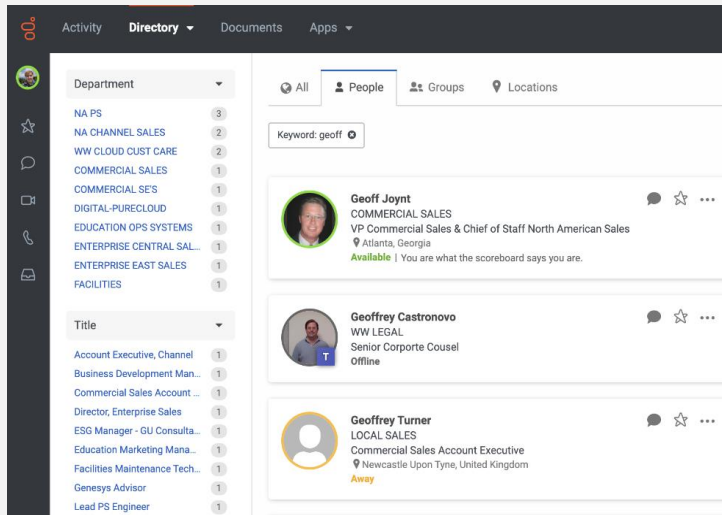 Activity
Directory
Documents
Apps
Department
NA PS 3
NA CHANNEL SALES 2
WW CLOUD CUST CARE 2
COMMERCIAL SALES 1
COMMERCIAL SE'S 1
DIGITAL-PURECLOUD 1
EDUCATION OPS SYSTEMS 1
ENTERPRISE CENTRAL SAL... 1
ENTERPRISE EAST SALES 1
FACILITIES 1
Title
Account Executive, Channel 1
Business Development Man... 1
Commercial Sales Account ... 1
Director, Enterprise Sales 1
ESG Manager - GU Consulta... 1
Education Marketing Mana... 1
Facilities Maintenance Tech... 1
Genesys Advisor 1
Lead PS Engineer 1
All
People
Groups
Locations
Keyword: geoff
Geoff Joynt
COMMERCIAL SALES
VP Commercial Sales & Chief of Staff North American Sales
Atlanta, Georgia
Available | You are what the scoreboard says you are.
Geoffrey Castronovo
WW LEGAL
Senior Corporte Cousel
Offline
T
Geoffrey Turner
LOCAL SALES
Commercial Sales Account Executive
Newcastle Upon Tyne, United Kingdom
Away